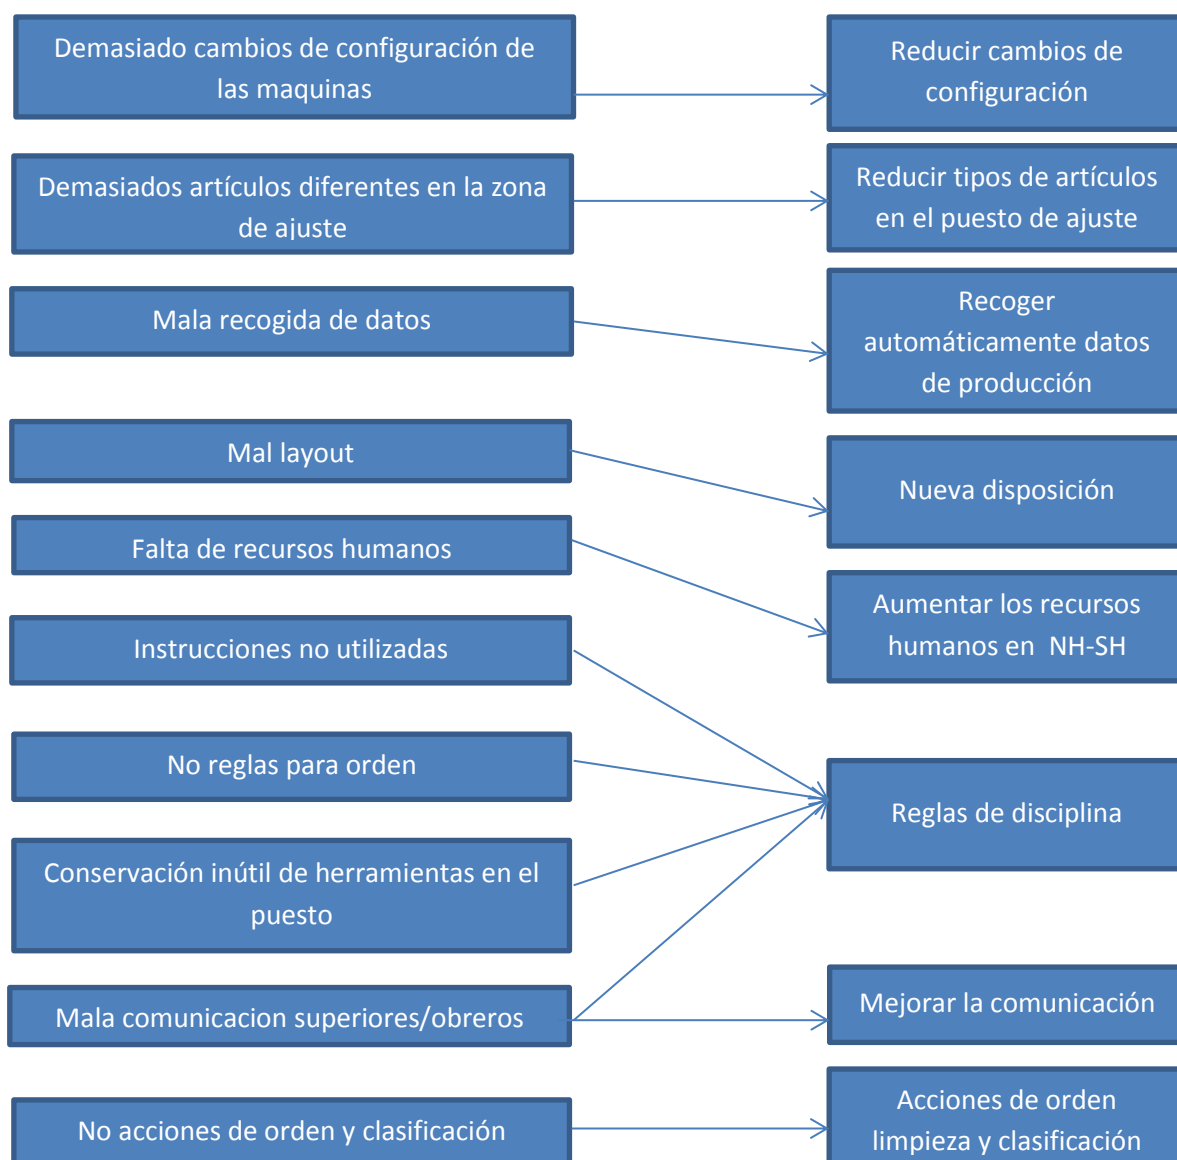 Demasiado cambios de configuración de
las maquinas
Reducir cambios de
configuración
Demasiados artículos diferentes en la zona
de ajuste
Reducir tipos de artículos
en el puesto de ajuste
Mala recogida de datos
Recoger
automáticamente datos
de producción
Mal layout
Nueva disposición
Falta de recursos humanos
Aumentar los recursos
humanos en  NH-SH
Instrucciones no utilizadas
No reglas para orden
Reglas de disciplina
Conservación inútil de herramientas en el
puesto
Mala comunicacion superiores/obreros
Mejorar la comunicación
No acciones de orden y clasificación
Acciones de orden
limpieza y clasificación